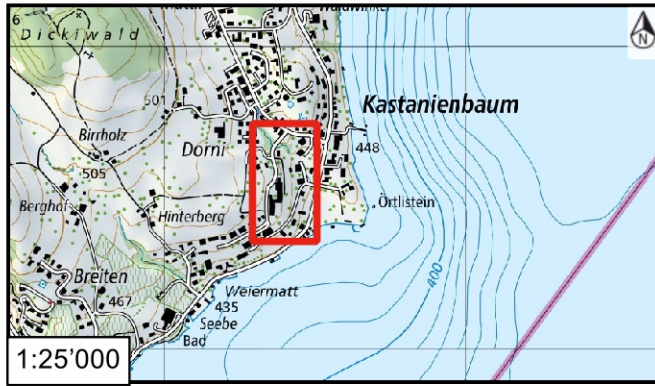 6
Dickiwald
N
501
Kastanienbaum
Birrholz
Dorni
448
505
Berghof
Örtlistein
Hinterberg
Breiten
400
467
Weiermatt
435
Seebe
Bad
1:25'000